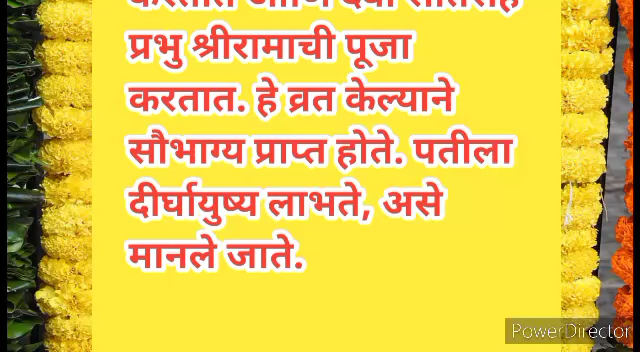 प्रभु श्रीरामाची पूजा
करतात. हे व्रत केल्याने
सौभाग्य प्राप्त होते. पतीला
दीर्घायुष्य लाभते, असे
मानले जाते.
PowerDirector